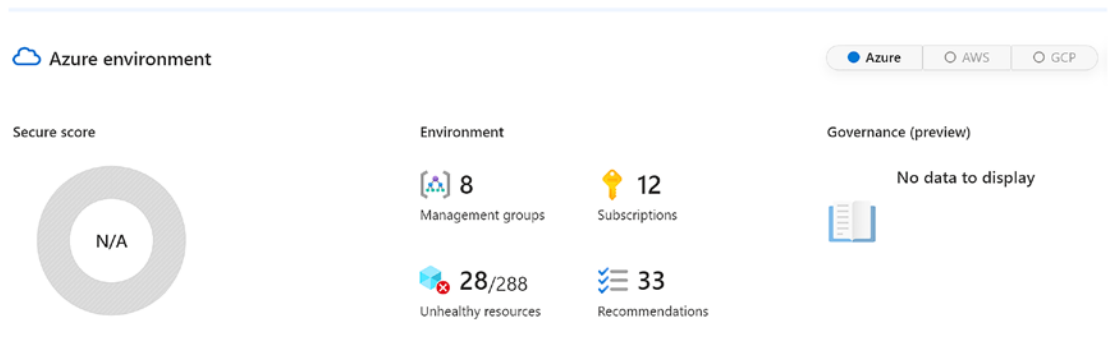 Azure environment
Azure
AWS
GCP
Secure score
N/A
Environment
8
Management groups
12
Subscriptions
28/288
Unhealthy resources
33
Recommendations
Governance (preview)
No data to display